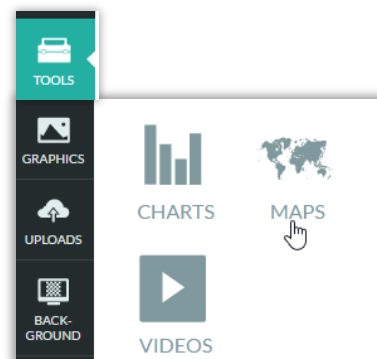 TOOLS
GRAPHICS
UPLOADS
BACK-
GROUND
CHARTS
MAPS
VIDEOS